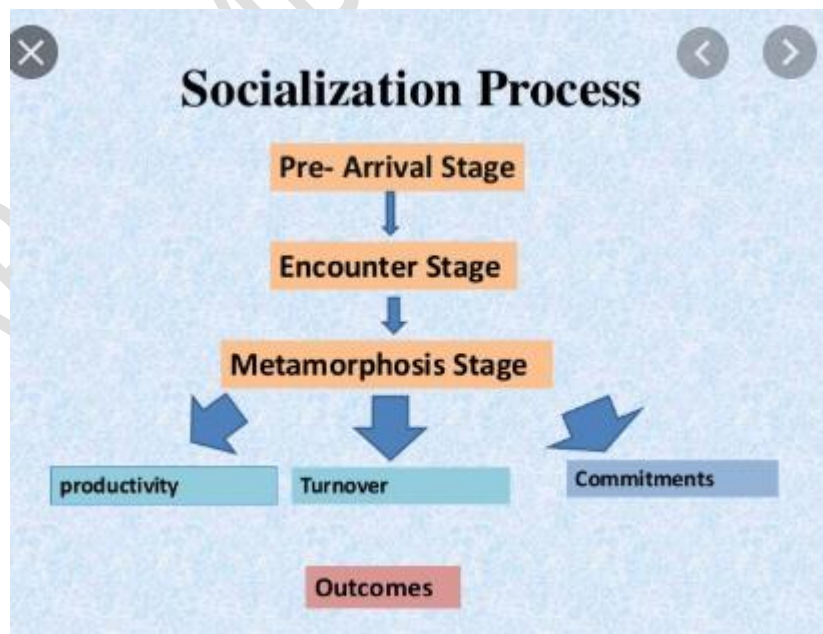 Socialization Process
Pre- Arrival Stage
Encounter Stage
Metamorphosis Stage
productivity
Turnover
Commitments
Outcomes